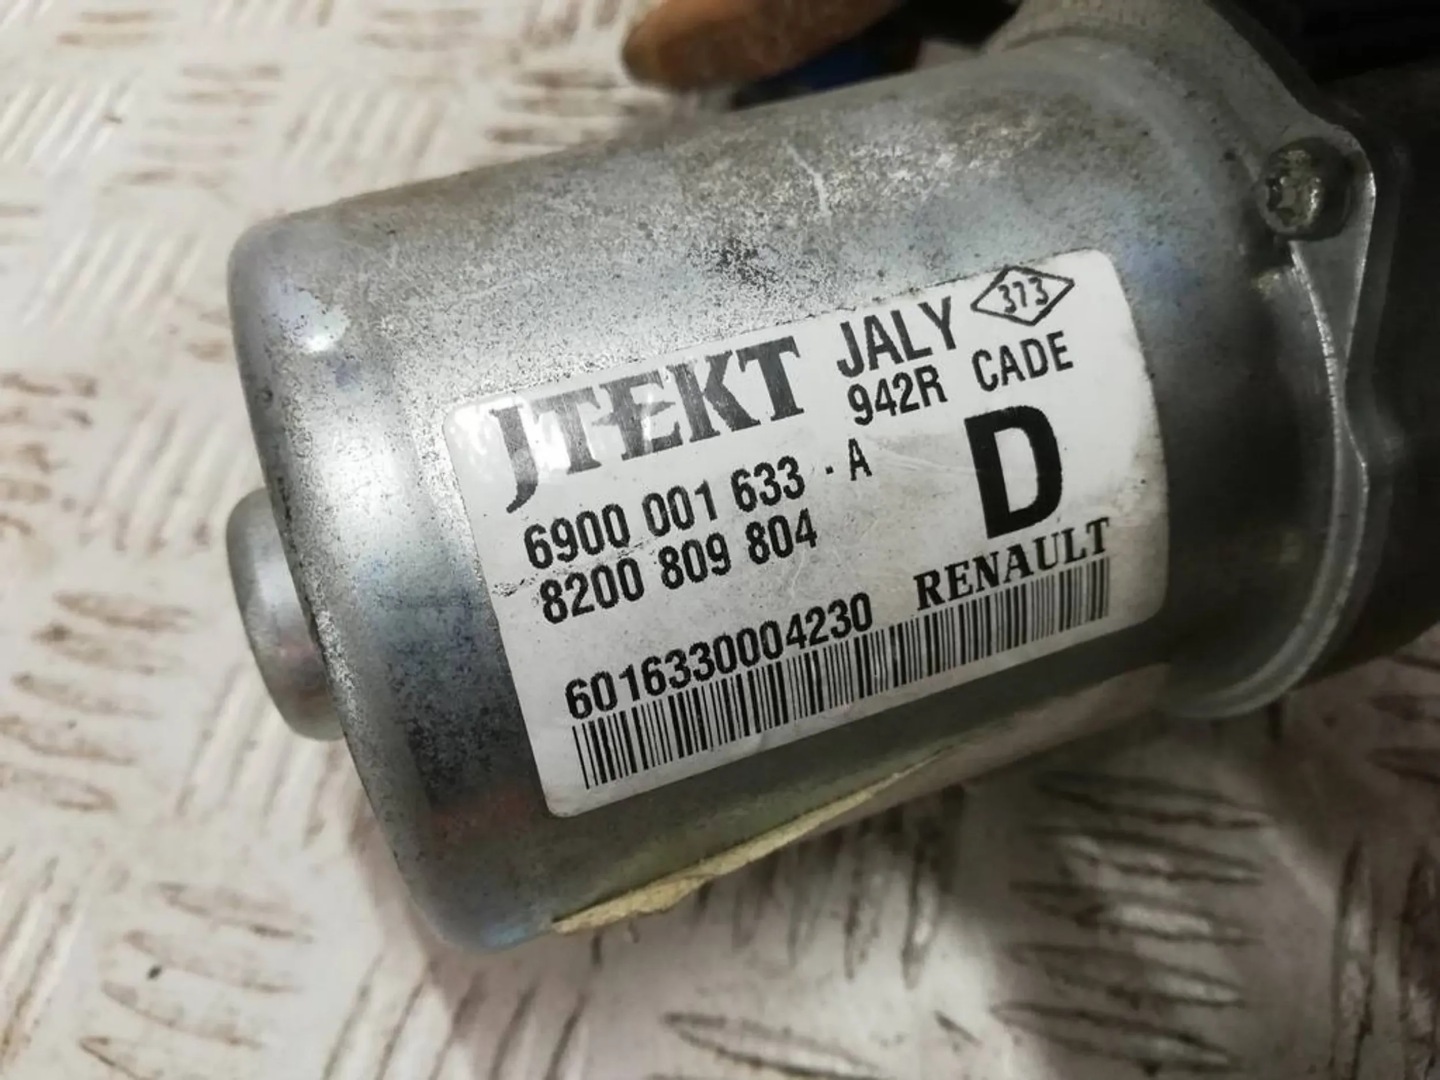 JTEKT JALY 373
942R CADE
6900 001 633 - A
8200 809 804
D
RENAULT
6016330004230